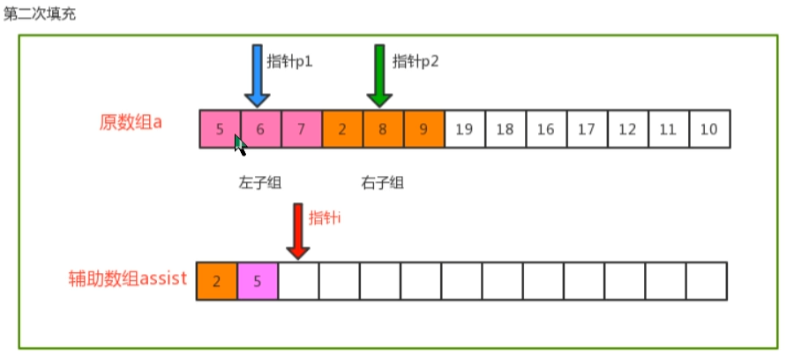 第二次填充
指针p1 指针p2
原数组a 5 6 7 2 8 9 19 18 16 17 12 11 10
左子组 右子组
指针i
辅助数组assist 2 5